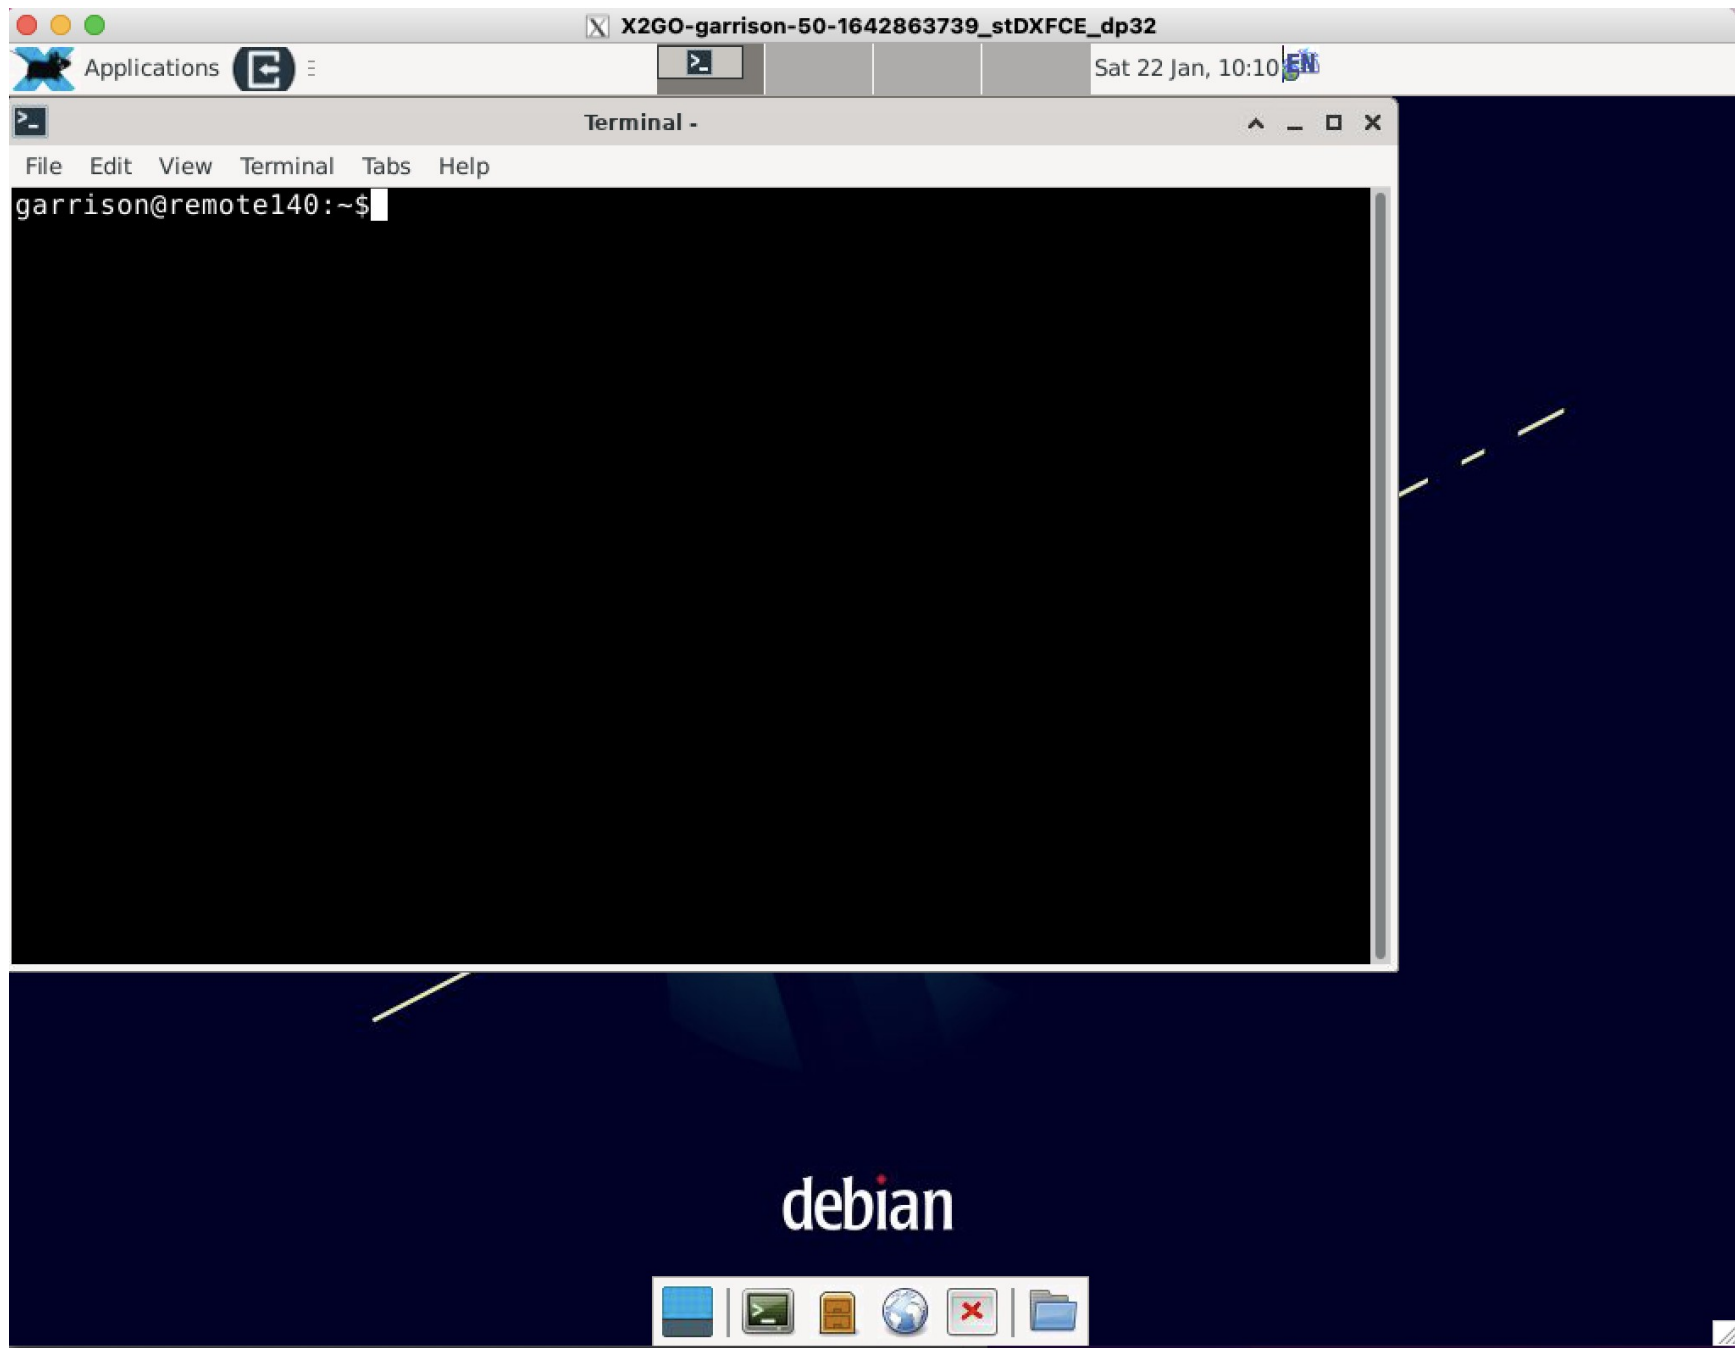 X2GO-garrison-50-1642863739_stDXFCE_dp32
Applications
Sat 22 Jan, 10:10
EN
Terminal -
File Edit View Terminal Tabs Help
garrison@remote140:~$
debian